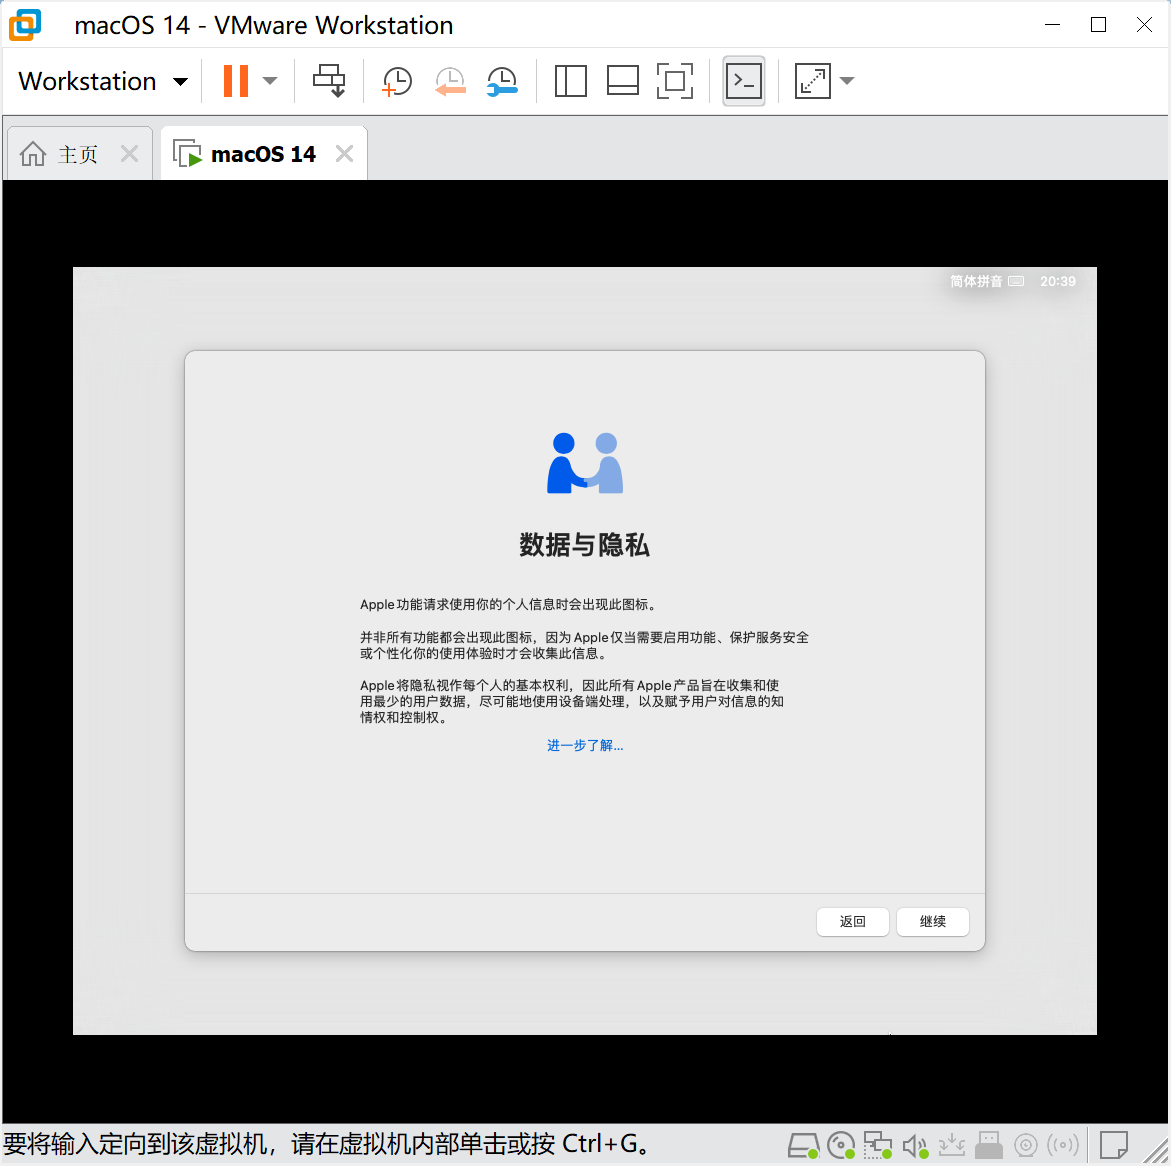 macOS 14 - VMware Workstation
Workstation
主页
macOS 14
简体拼音 20:39
数据与隐私
Apple功能请求使用你的个人信息时会出现此图标。
并非所有功能都会出现此图标，因为Apple仅当需要启用功能、保护服务安全
或个性化你的使用体验时才会收集此信息。
Apple将隐私视作每个人的基本权利，因此所有Apple产品旨在收集和使
用最少的用户数据，尽可能地使用设备端处理，以及赋予用户对信息的知
情权和控制权。
进一步了解...
返回 继续
要将输入定向到该虚拟机，请在虚拟机内部单击或按 Ctrl+G。